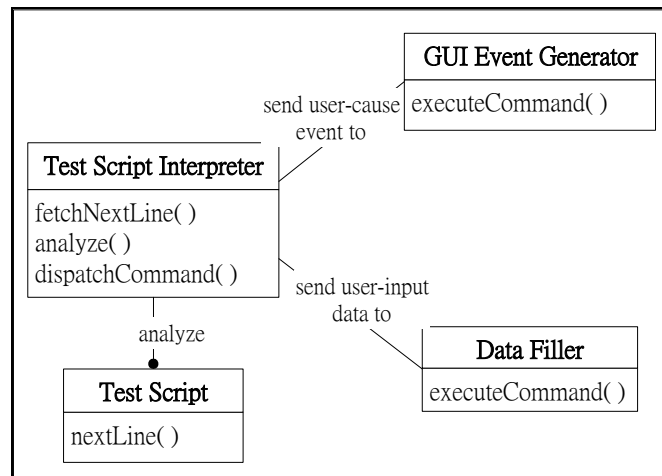 GUI Event Generator
executeCommand( )
send user-cause
event to
Test Script Interpreter
fetchNextLine( )
analyze( )
dispatchCommand( )
send user-input
data to
analyze
Data Filler
executeCommand( )
Test Script
nextLine( )